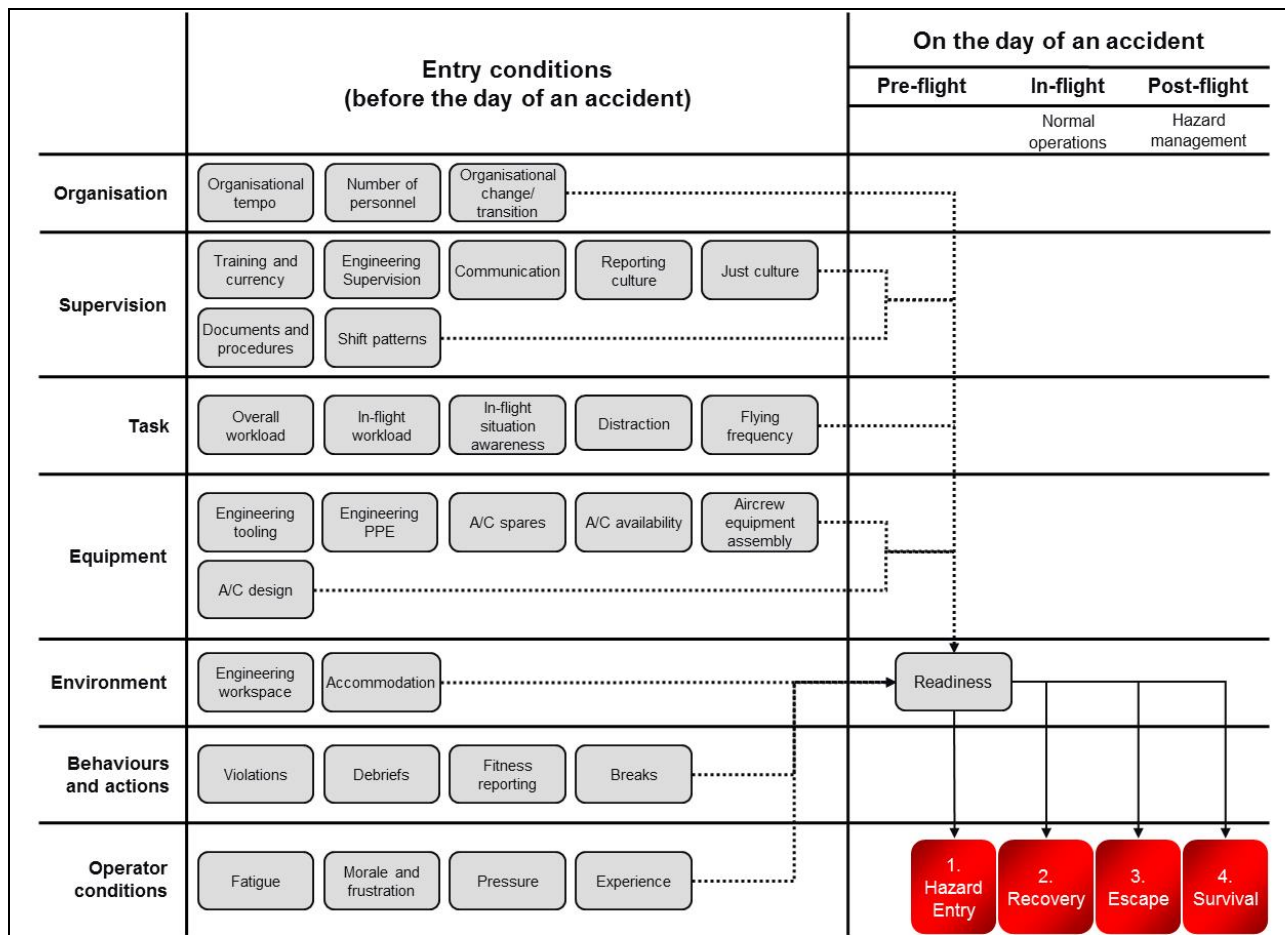 Entry conditions
(before the day of an accident)
On the day of an accident
Pre-flight
In-flight
Post-flight
Normal
operations
Hazard
management
Organisation
Organisational
tempo
Number of
personnel
Organisational
change/
transition
Supervision
Training and
currency
Engineering
Supervision
Communication
Reporting
culture
Just culture
Documents and
procedures
Shift patterns
Task
Overall
workload
In-flight
workload
In-flight
situation
awareness
Distraction
Flying
frequency
Equipment
Engineering
tooling
Engineering
PPE
A/C spares
A/C availability
Aircrew
equipment
assembly
A/C design
Environment
Engineering
workspace
Accommodation
Readiness
Behaviours
and actions
Violations
Debriefs
Fitness
reporting
Breaks
Operator
conditions
Fatigue
Morale and
frustration
Pressure
Experience
1.
Hazard
Entry
2.
Recovery
3.
Escape
4.
Survival